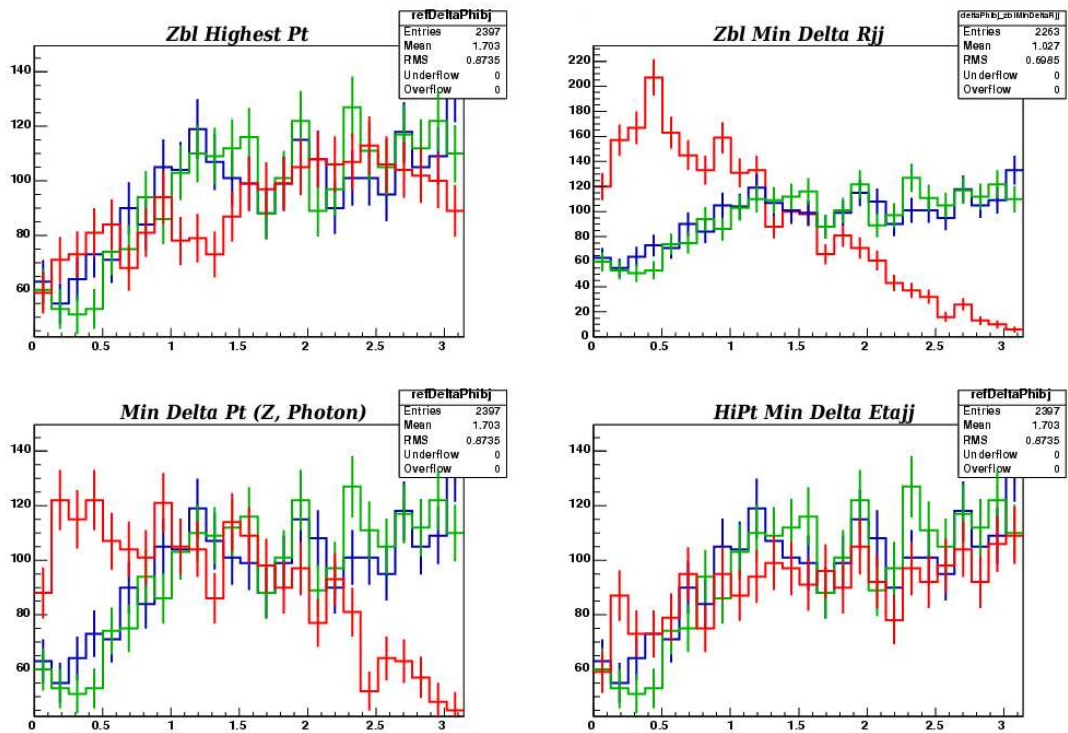 Zbl Highest Pt
refDeltaPhibj
Entries 2397
Mean 1.703
RMS 0.8735
Underflow 0
Overflow 0
140
120
100
80
60
0 0.5 1 1.5 2 2.5 3
Zbl Min Delta Rjj
deltaPhibj_zblMinDeltaRjj
Entries 2263
Mean 1.027
RMS 0.6985
Underflow 0
Overflow 0
220
200
180
160
140
120
100
80
60
40
20
0
0 0.5 1 1.5 2 2.5 3
Min Delta Pt (Z, Photon)
refDeltaPhibj
Entries 2397
Mean 1.703
RMS 0.8735
Underflow 0
Overflow 0
140
120
100
80
60
0 0.5 1 1.5 2 2.5 3
HiPt Min Delta Etajj
refDeltaPhibj
Entries 2397
Mean 1.703
RMS 0.8735
Underflow 0
Overflow 0
140
120
100
80
60
0 0.5 1 1.5 2 2.5 3